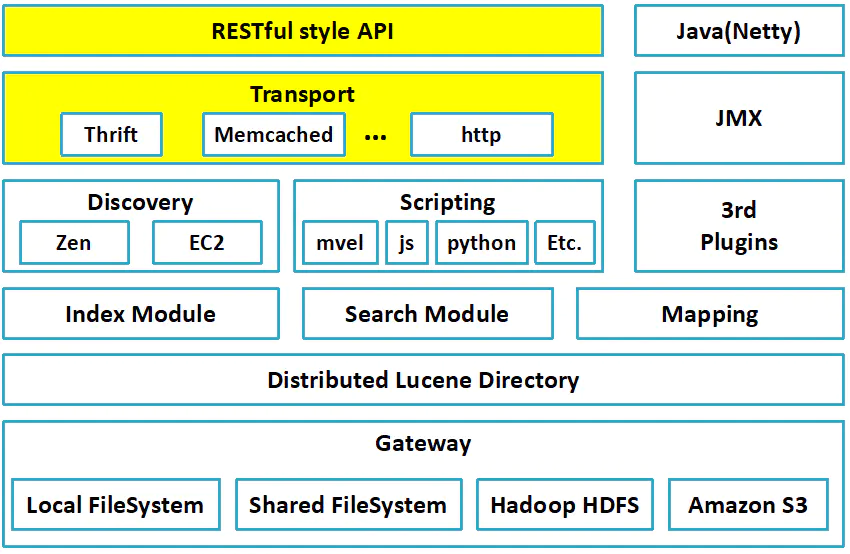 RESTful style API
Java(Netty)
Transport
Thrift
Memcached
...
http
JMX
Discovery
Zen
EC2
Scripting
mvel
js
python
Etc.
3rd
Plugins
Index Module
Search Module
Mapping
Distributed Lucene Directory
Gateway
Local FileSystem
Shared FileSystem
Hadoop HDFS
Amazon S3